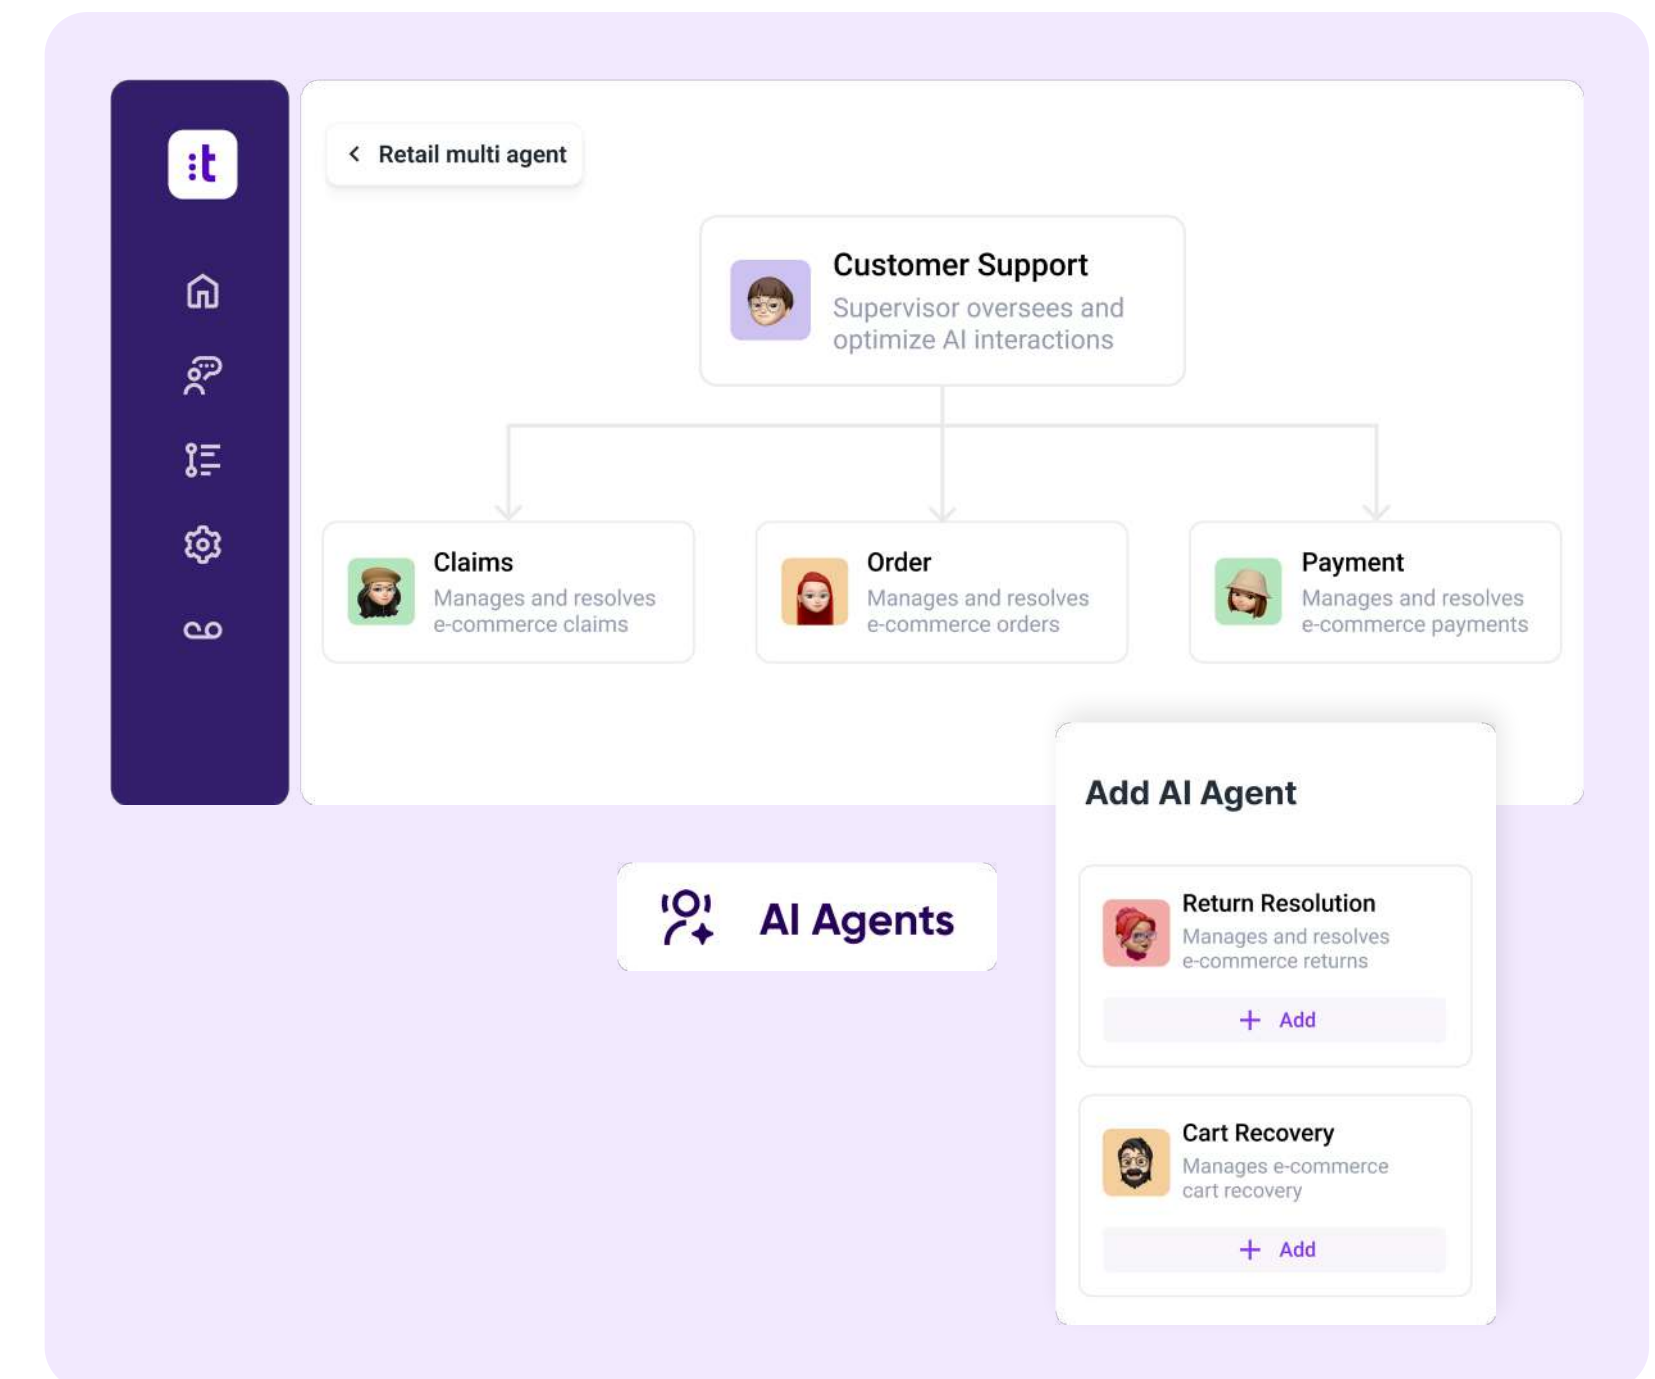 :t
Retail multi agent
Customer Support
Supervisor oversees and
optimize AI interactions
Claims
Manages and resolves
e-commerce claims
Order
Manages and resolves
e-commerce orders
Payment
Manages and resolves
e-commerce payments
Add AI Agent
AI Agents
Return Resolution
Manages and resolves
e-commerce returns
+ Add
Cart Recovery
Manages e-commerce
cart recovery
+ Add